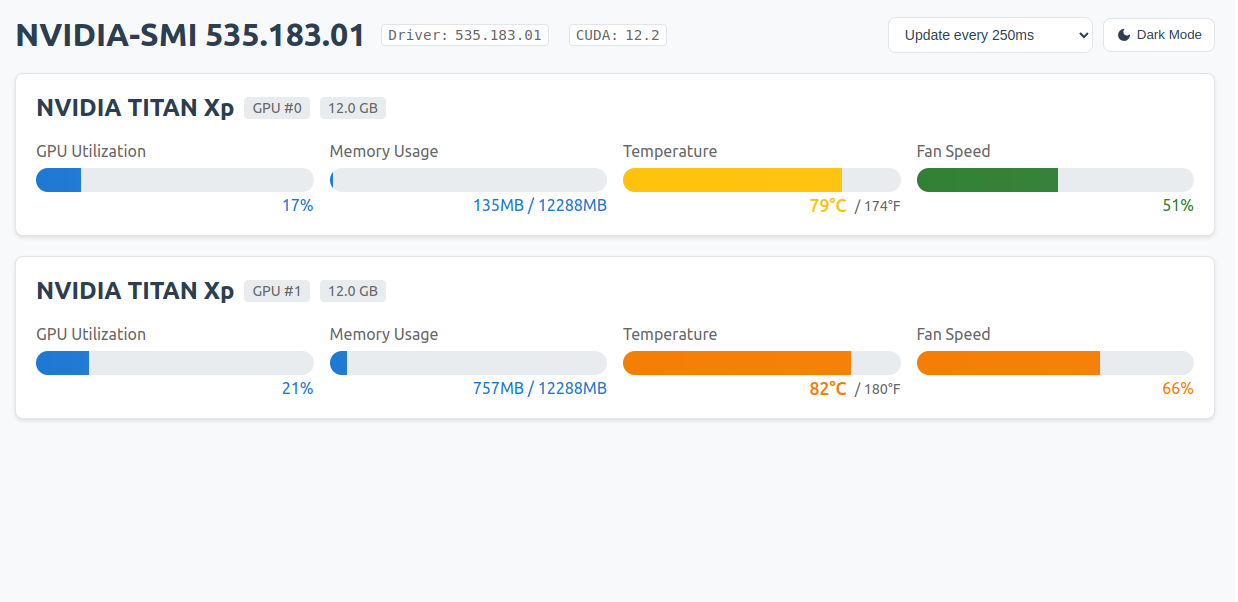 NVIDIA-SMI 535.183.01 Driver: 535.183.01 CUDA: 12.2 Update every 250ms Dark Mode
NVIDIA TITAN Xp GPU #0 12.0 GB
GPU Utilization Memory Usage Temperature Fan Speed
17% 135MB / 12288MB 79°C / 174°F 51%
NVIDIA TITAN Xp GPU #1 12.0 GB
GPU Utilization Memory Usage Temperature Fan Speed
21% 757MB / 12288MB 82°C / 180°F 66%